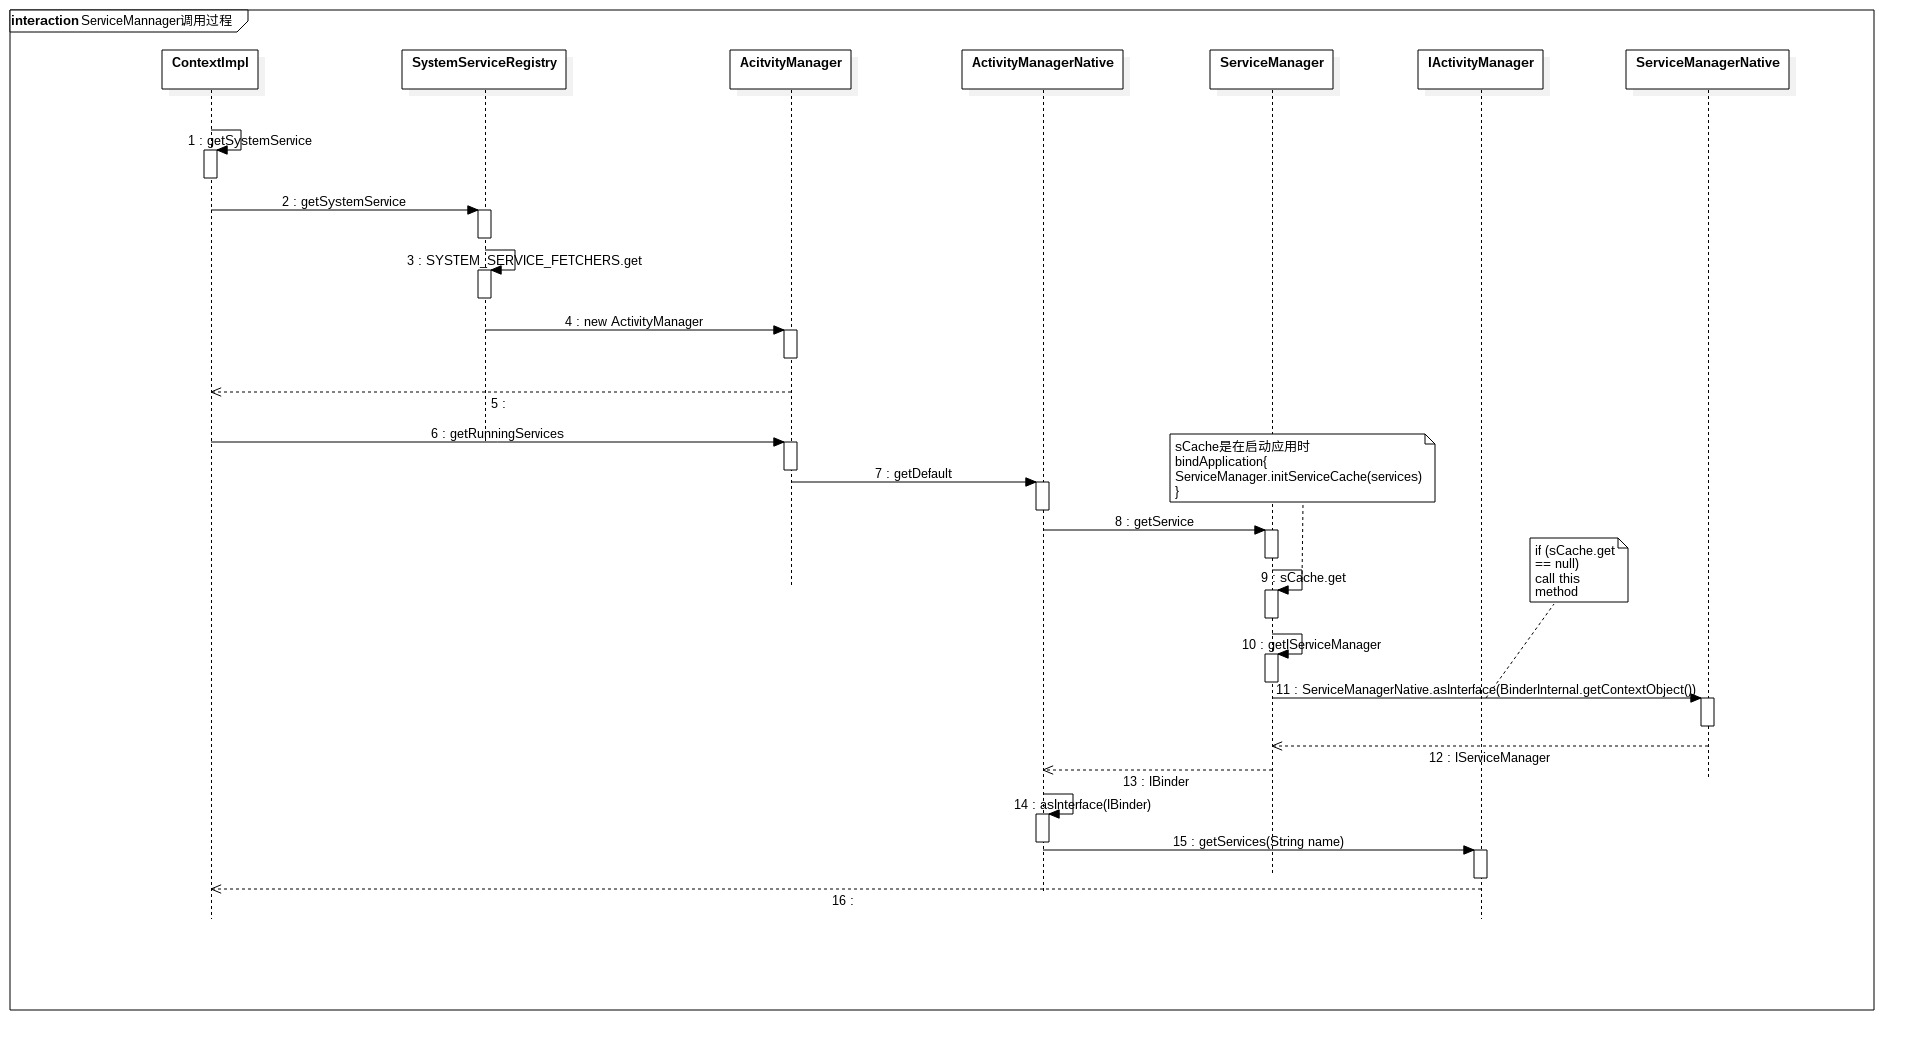 interaction ServiceMannager调用过程
ContextImpl
SystemServiceRegistry
AcitvityManager
ActivityManagerNative
ServiceManager
IActivityManager
ServiceManagerNative
1 : getSystemService
2 : getSystemService
3 : SYSTEM_SERVICE_FETCHERS.get
4 : new ActivityManager
5 :
6 : getRunningServices
sCache是在启动应用时
bindApplication{
ServiceManager.initServiceCache(services)
}
7 : getDefault
8 : getService
if (sCache.get
== null)
call this
method
9 : sCache.get
10 : getIServiceManager
11 : ServiceManagerNative.asInterface(BinderInternal.getContextObject())
12 : IServiceManager
13 : IBinder
14 : asInterface(IBinder)
15 : getServices(String name)
16 :